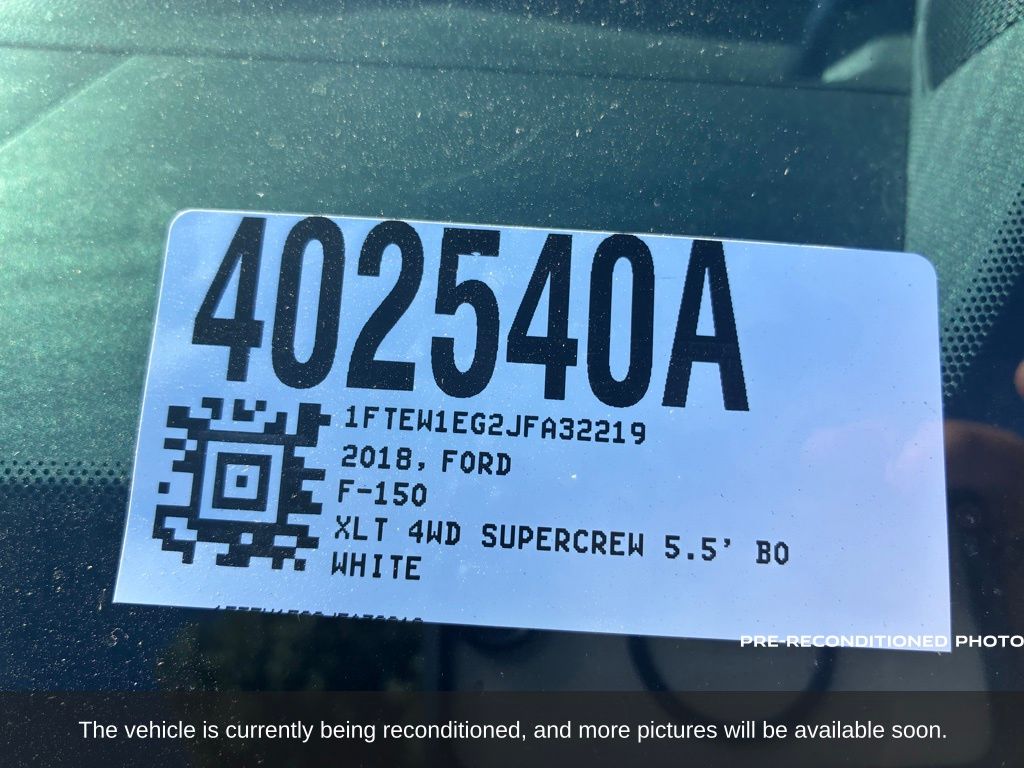 402540A
1FTEW1EG2JFA32219
2018, FORD
F-150
XLT 4WD SUPERCREW 5.5' BO
WHITE
PRE-RECONDITIONED PHOTO
The vehicle is currently being reconditioned, and more pictures will be available soon.